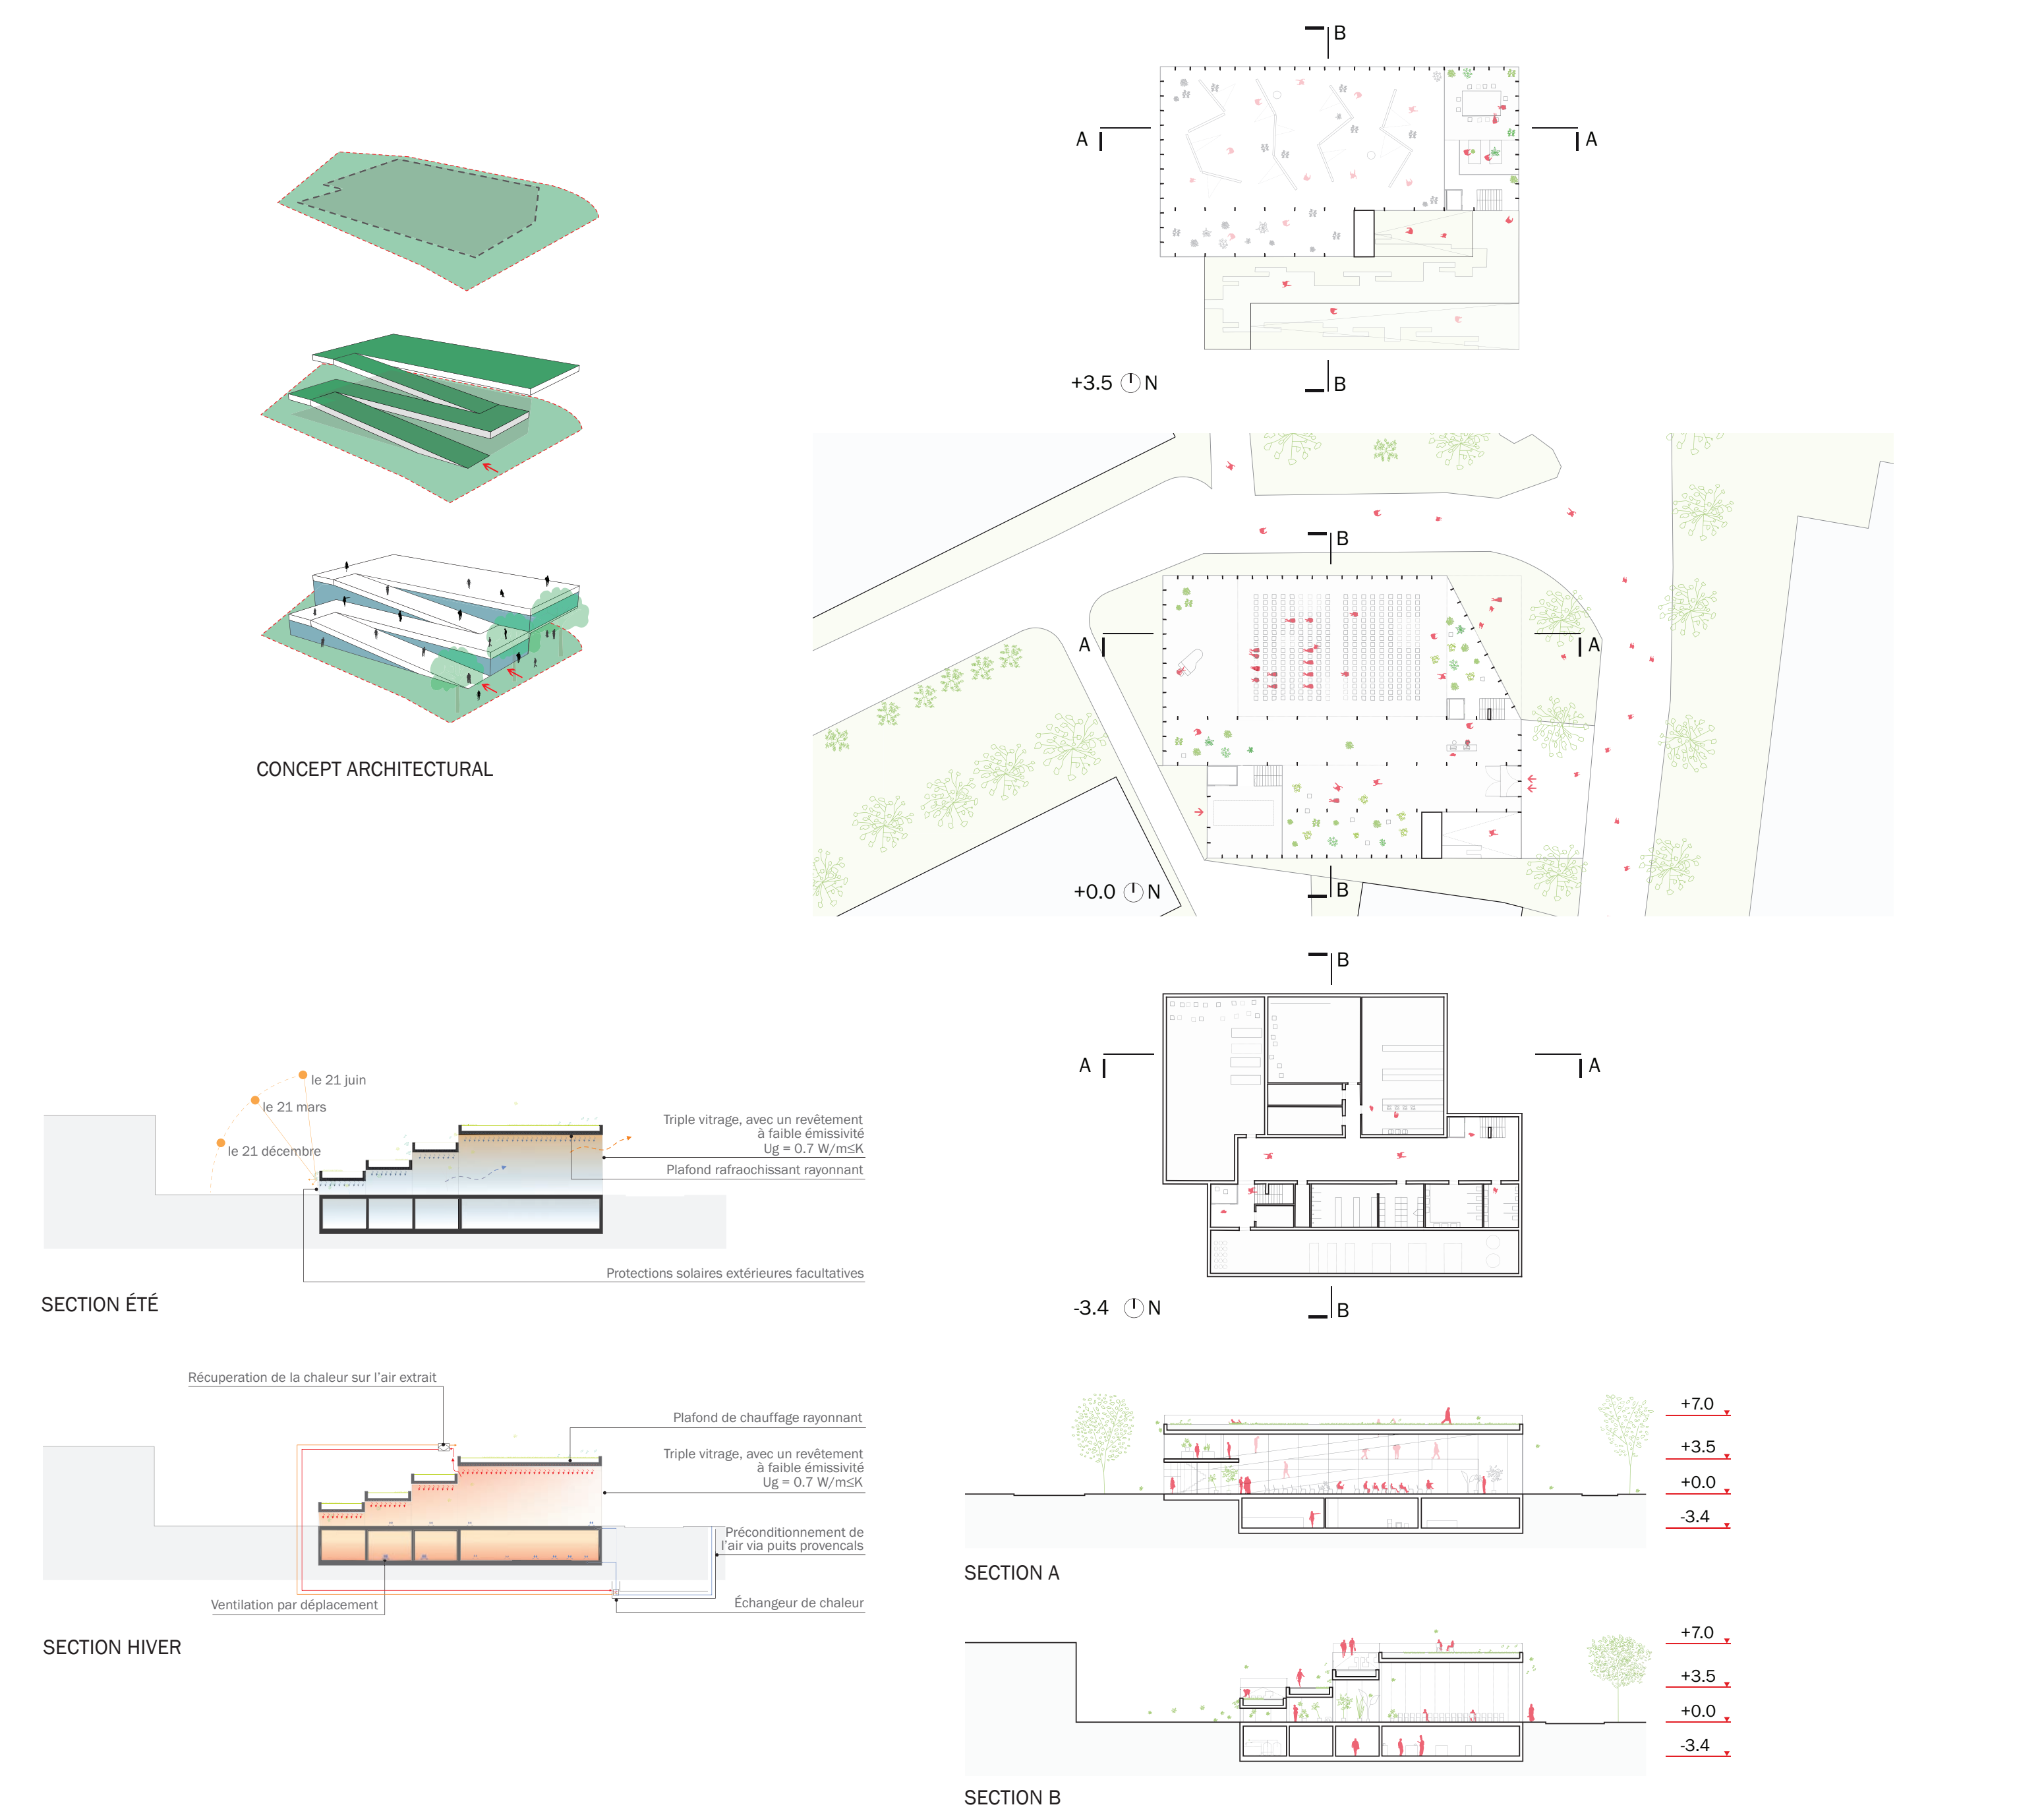 B
A
A
+3.5 N
B
CONCEPT ARCHITECTURAL
B
A
A
+0.0 N
B
B
A
A
-3.4 N
B
le 21 juin
le 21 mars
le 21 décembre
Triple vitrage, avec un revêtement
à faible émissivité
Ug = 0.7 W/m≤K
Plafond rafraochissant rayonnant
Protections solaires extérieures facultatives
SECTION ÉTÉ
Récuperation de la chaleur sur l'air extrait
Plafond de chauffage rayonnant
Triple vitrage, avec un revêtement
à faible émissivité
Ug = 0.7 W/m≤K
Préconditionnement de
l'air via puits provencals
Ventilation par déplacement
Échangeur de chaleur
SECTION HIVER
+7.0
+3.5
+0.0
-3.4
SECTION A
+7.0
+3.5
+0.0
-3.4
SECTION B